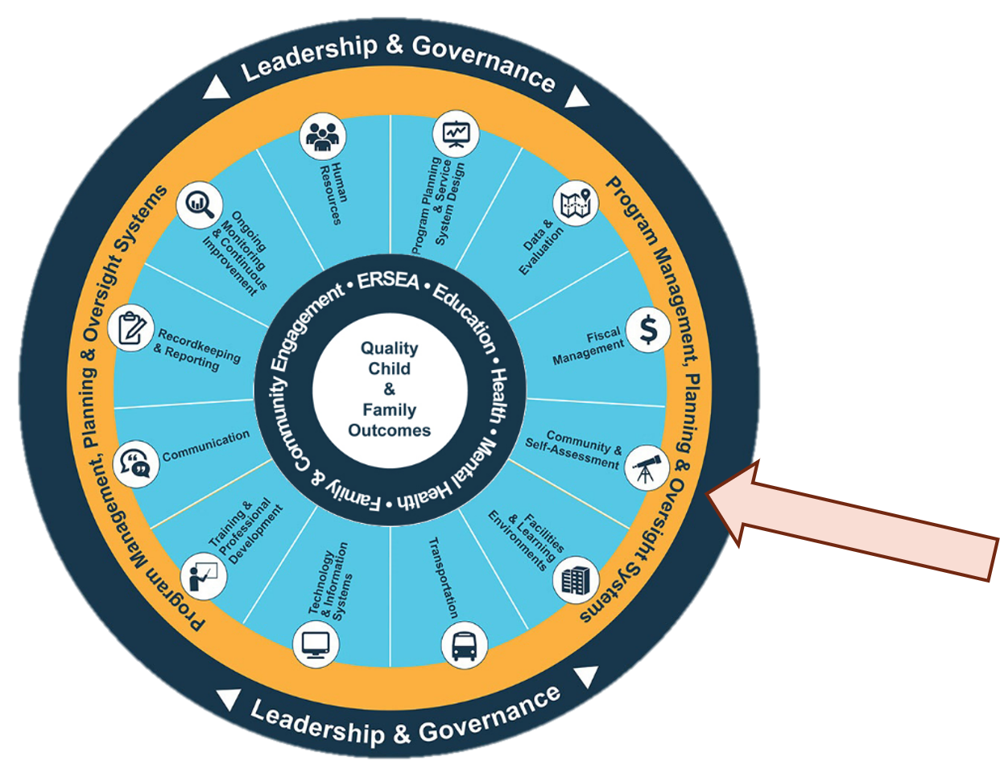 Leadership & Governance
Program Management, Planning & Oversight Systems
Program Management, Planning & Oversight Systems
Human
Resources
Program Planning
& Service
System Design
Data &
Evaluation
Fiscal
Management
Community &
Self-Assessment
Facilities
& Learning
Environments
Transportation
Technology
& Information
Systems
Training &
Professional
Development
Communication
Recordkeeping
& Reporting
Ongoing
Monitoring
& Continuous
Improvement
ERSEA • Education • Health • Mental Health • Family & Community Engagement •
Quality
Child
&
Family
Outcomes
$
Leadership & Governance